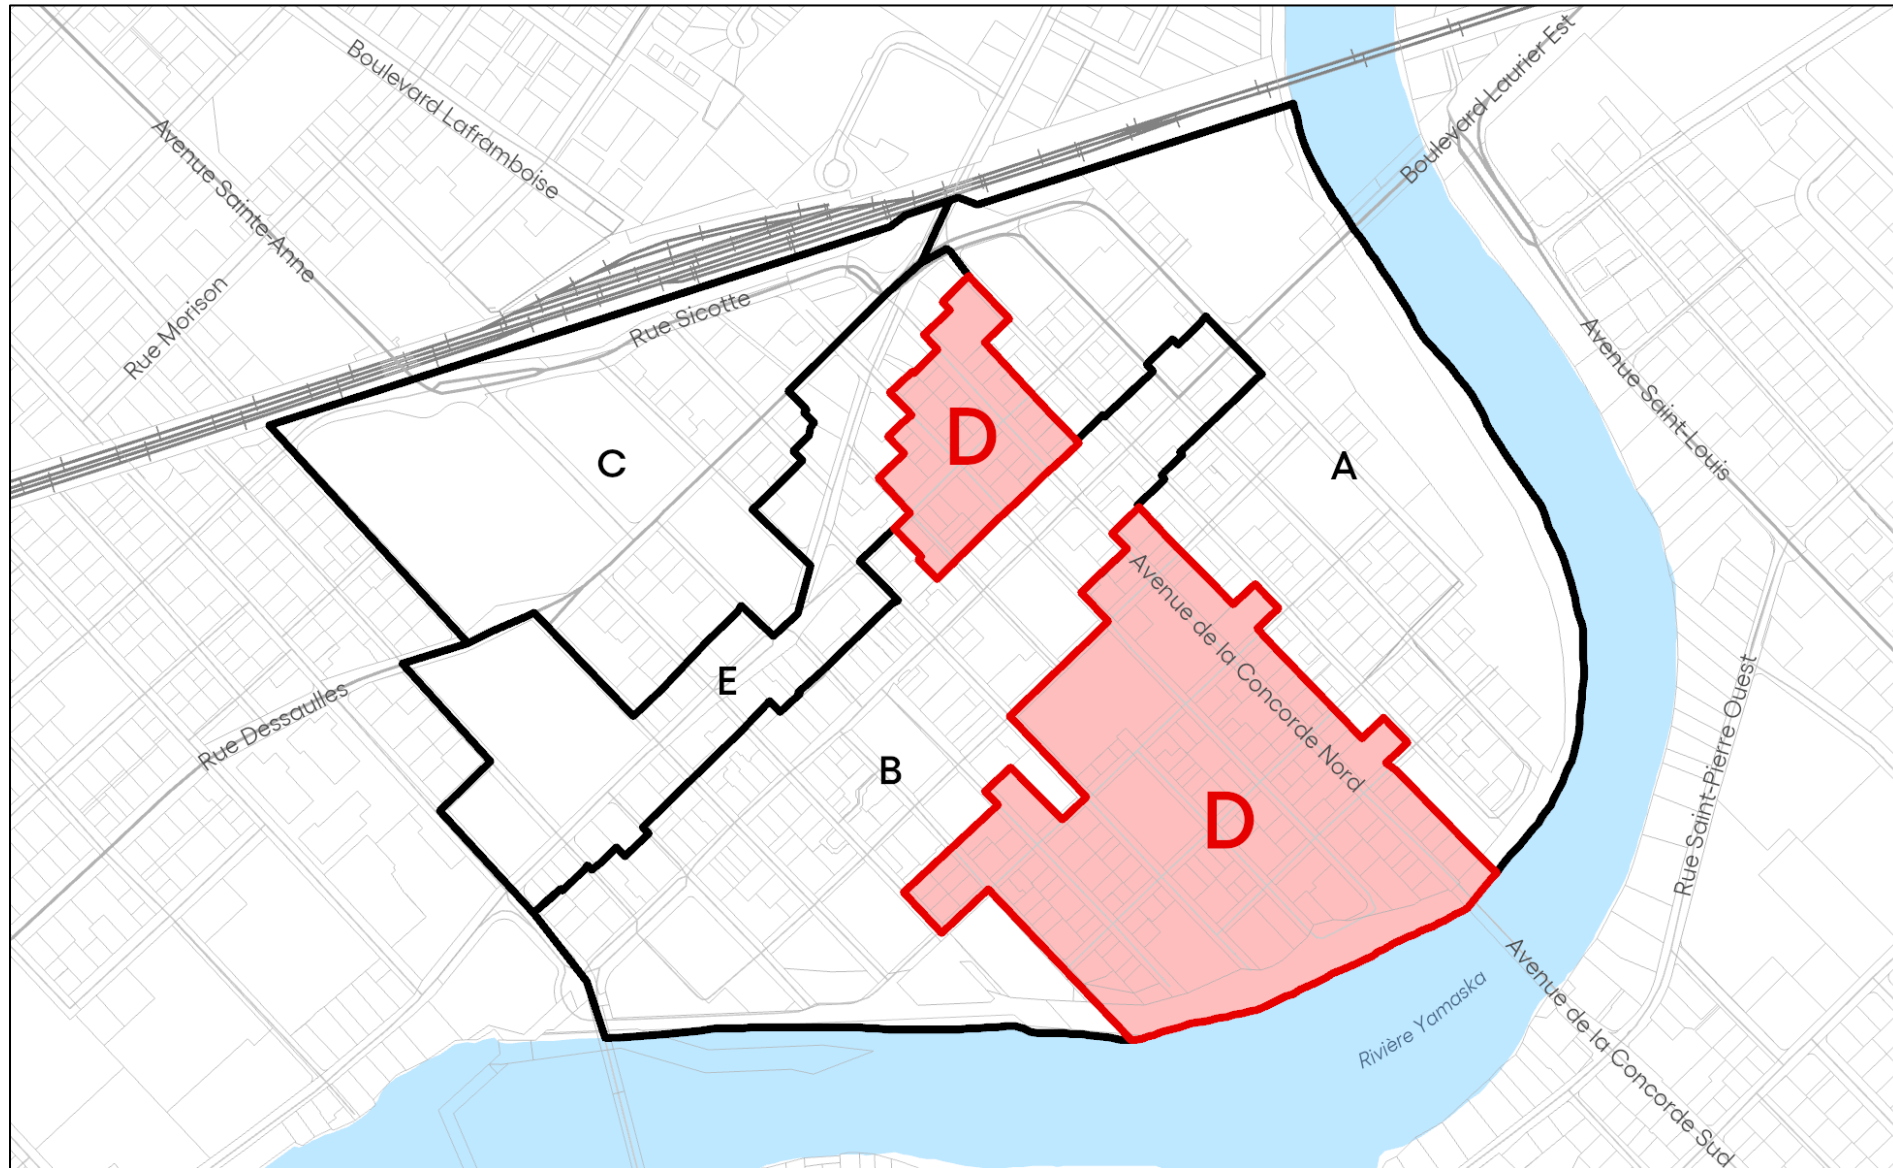 Boulevard Laframboise
Boulevard Laurier Est
Avenue Sainte-Anne
Rue Morison
Rue Sicotte
Avenue Saint-Louis
D
C
A
Avenue de la Concorde Nord
E
Rue Dessaulles
B
Rue Saint-Pierre Ouest
D
Avenue de la Concorde Sud
Rivière Yamaska